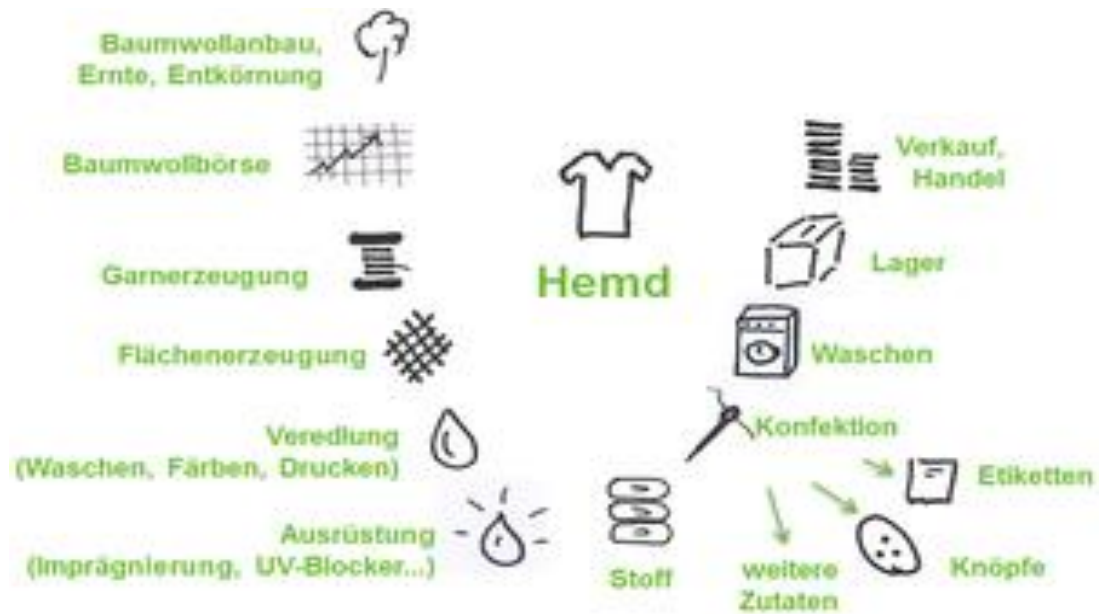 Baumwollanbau,
Ernte, Entkörnung
Baumwollbörse
Garnerzeugung
Flächenerzeugung
Veredlung
(Waschen, Färben, Drucken)
Ausrüstung
(Imprägnierung, UV-Blocker...)
Stoff
Hemd
Verkauf,
Handel
Lager
Waschen
Konfektion
Etiketten
Knöpfe
weitere
Zutaten